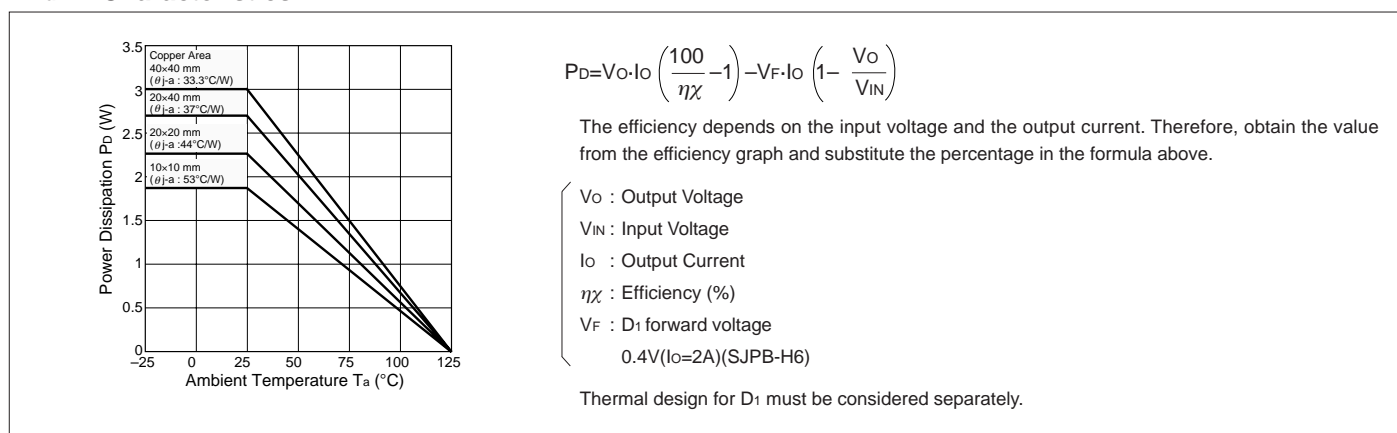 3.5
3
2.5
2
1.5
1
0.5
0
Power Dissipation PD (W)
Copper Area
40×40 mm
(θj-a : 33.3°C/W)
20×40 mm
(θj-a : 37°C/W)
20×20 mm
(θj-a :44°C/W)
10×10 mm
(θj-a : 53°C/W)
–25 0 25 50 75 100 125
Ambient Temperature Ta (°C)
PD=VO·IO (100/ηχ –1) –VF·IO (1– VO/VIN)
The efficiency depends on the input voltage and the output current. Therefore, obtain the value
from the efficiency graph and substitute the percentage in the formula above.
VO : Output Voltage
VIN : Input Voltage
IO : Output Current
ηχ : Efficiency (%)
VF : D1 forward voltage
0.4V(IO=2A)(SJPB-H6)
Thermal design for D1 must be considered separately.